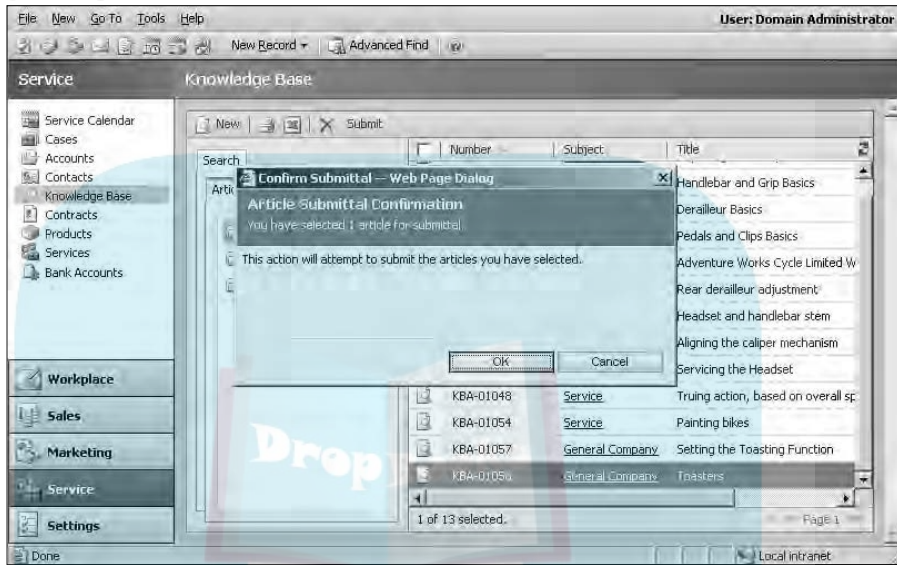 File New Go To Tools Help
User: Domain Administrator
New Record Advanced Find
Service
Knowledge Base
Service Calendar
Cases
Accounts
Contacts
Knowledge Base
Contracts
Products
Services
Bank Accounts
Workplace
Sales
Marketing
Service
Settings
New Submit
Search
Artic
Number Subject Title
Confirm Submittal -- Web Page Dialog
Article Submittal Confirmation
You have selected 1 article for submittal.
This action will attempt to submit the articles you have selected.
OK Cancel
Handlebar and Grip Basics
Derailleur Basics
Pedals and Clips Basics
Adventure Works Cycle Limited W
Rear derailleur adjustment
Headset and handlebar stem
Aligning the caliper mechanism
Servicing the Headset
KBA-01048 Service Truing action, based on overall sp
KBA-01054 Service Painting bikes
KBA-01057 General Company Setting the Toasting Function
General Company Toasters
1 of 13 selected.
Page 1
Done
Local intranet
Drop